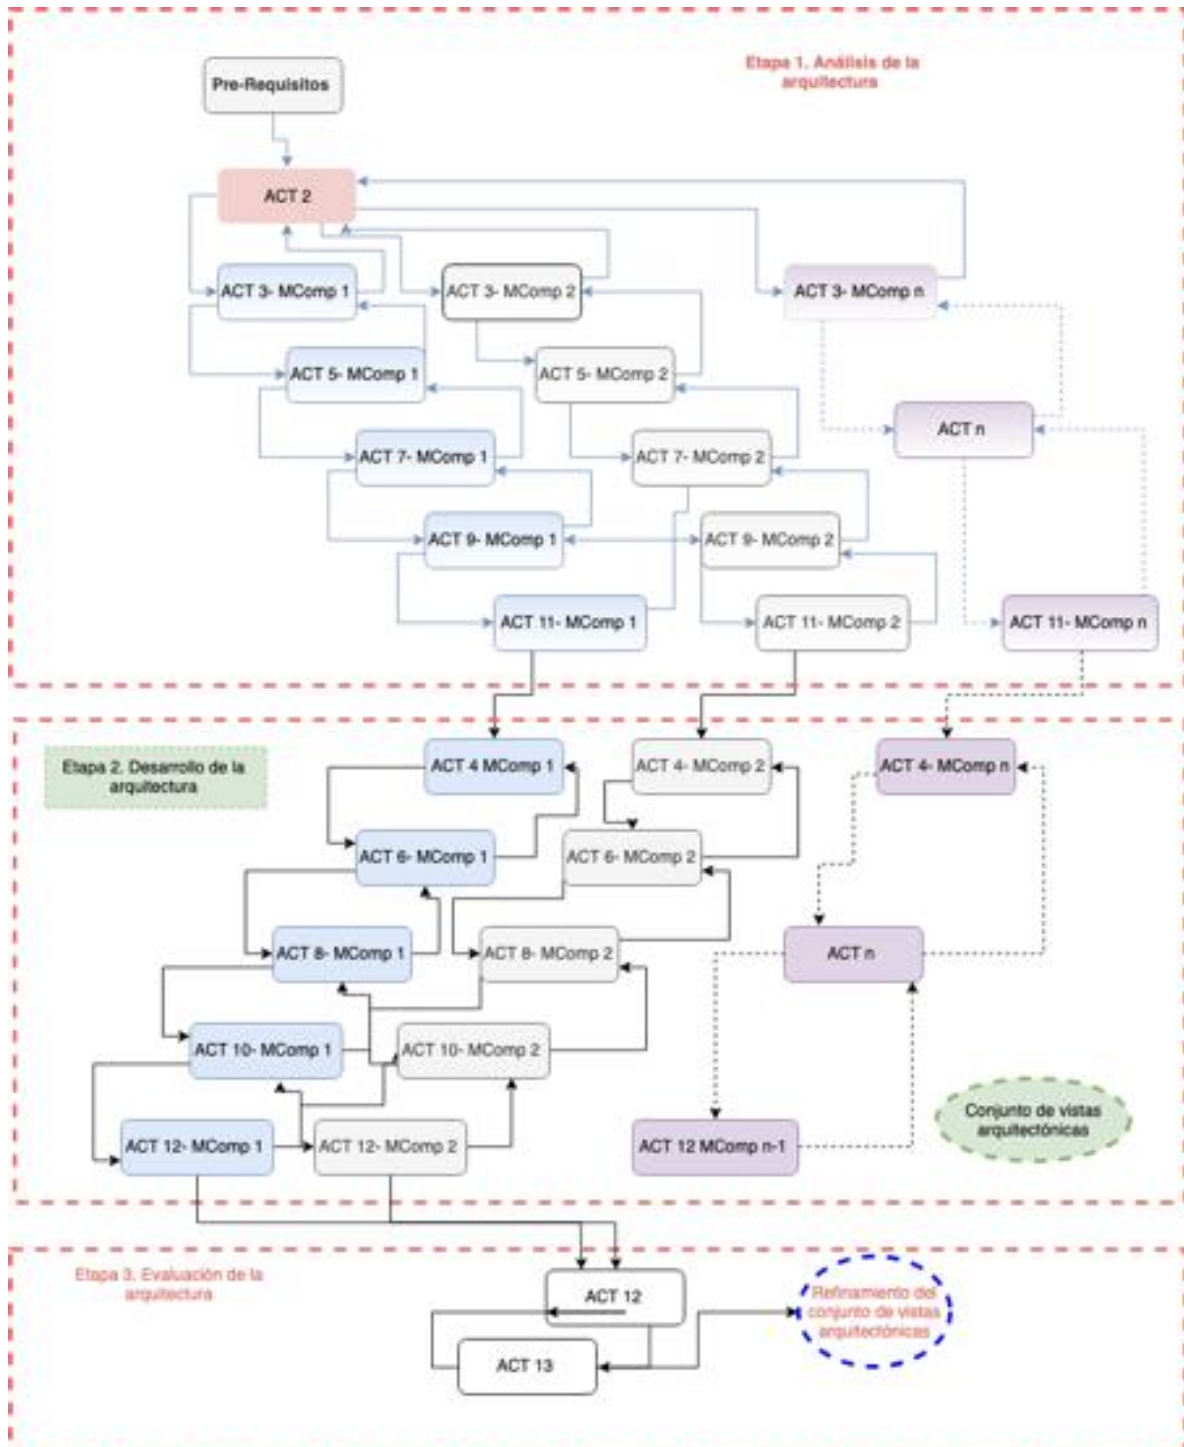 Etapa 1. Análisis de la
arquitectura
Pre-Requisitos
ACT 2
ACT 3- MComp 1
ACT 3- MComp 2
ACT 3- MComp n
ACT 5- MComp 1
ACT 5- MComp 2
ACT n
ACT 7- MComp 1
ACT 7- MComp 2
ACT 9- MComp 1
ACT 9- MComp 2
ACT 11- MComp 1
ACT 11- MComp 2
ACT 11- MComp n
Etapa 2. Desarrollo de la
arquitectura
ACT 4 MComp 1
ACT 4- MComp 2
ACT 4- MComp n
ACT 6- MComp 1
ACT 6- MComp 2
ACT 8- MComp 1
ACT 8- MComp 2
ACT n
ACT 10- MComp 1
ACT 10- MComp 2
Conjunto de vistas
arquitectónicas
ACT 12- MComp 1
ACT 12- MComp 2
ACT 12 MComp n-1
Etapa 3. Evaluación de la
arquitectura
ACT 12
Refinamiento del
conjunto de vistas
arquitectónicas
ACT 13